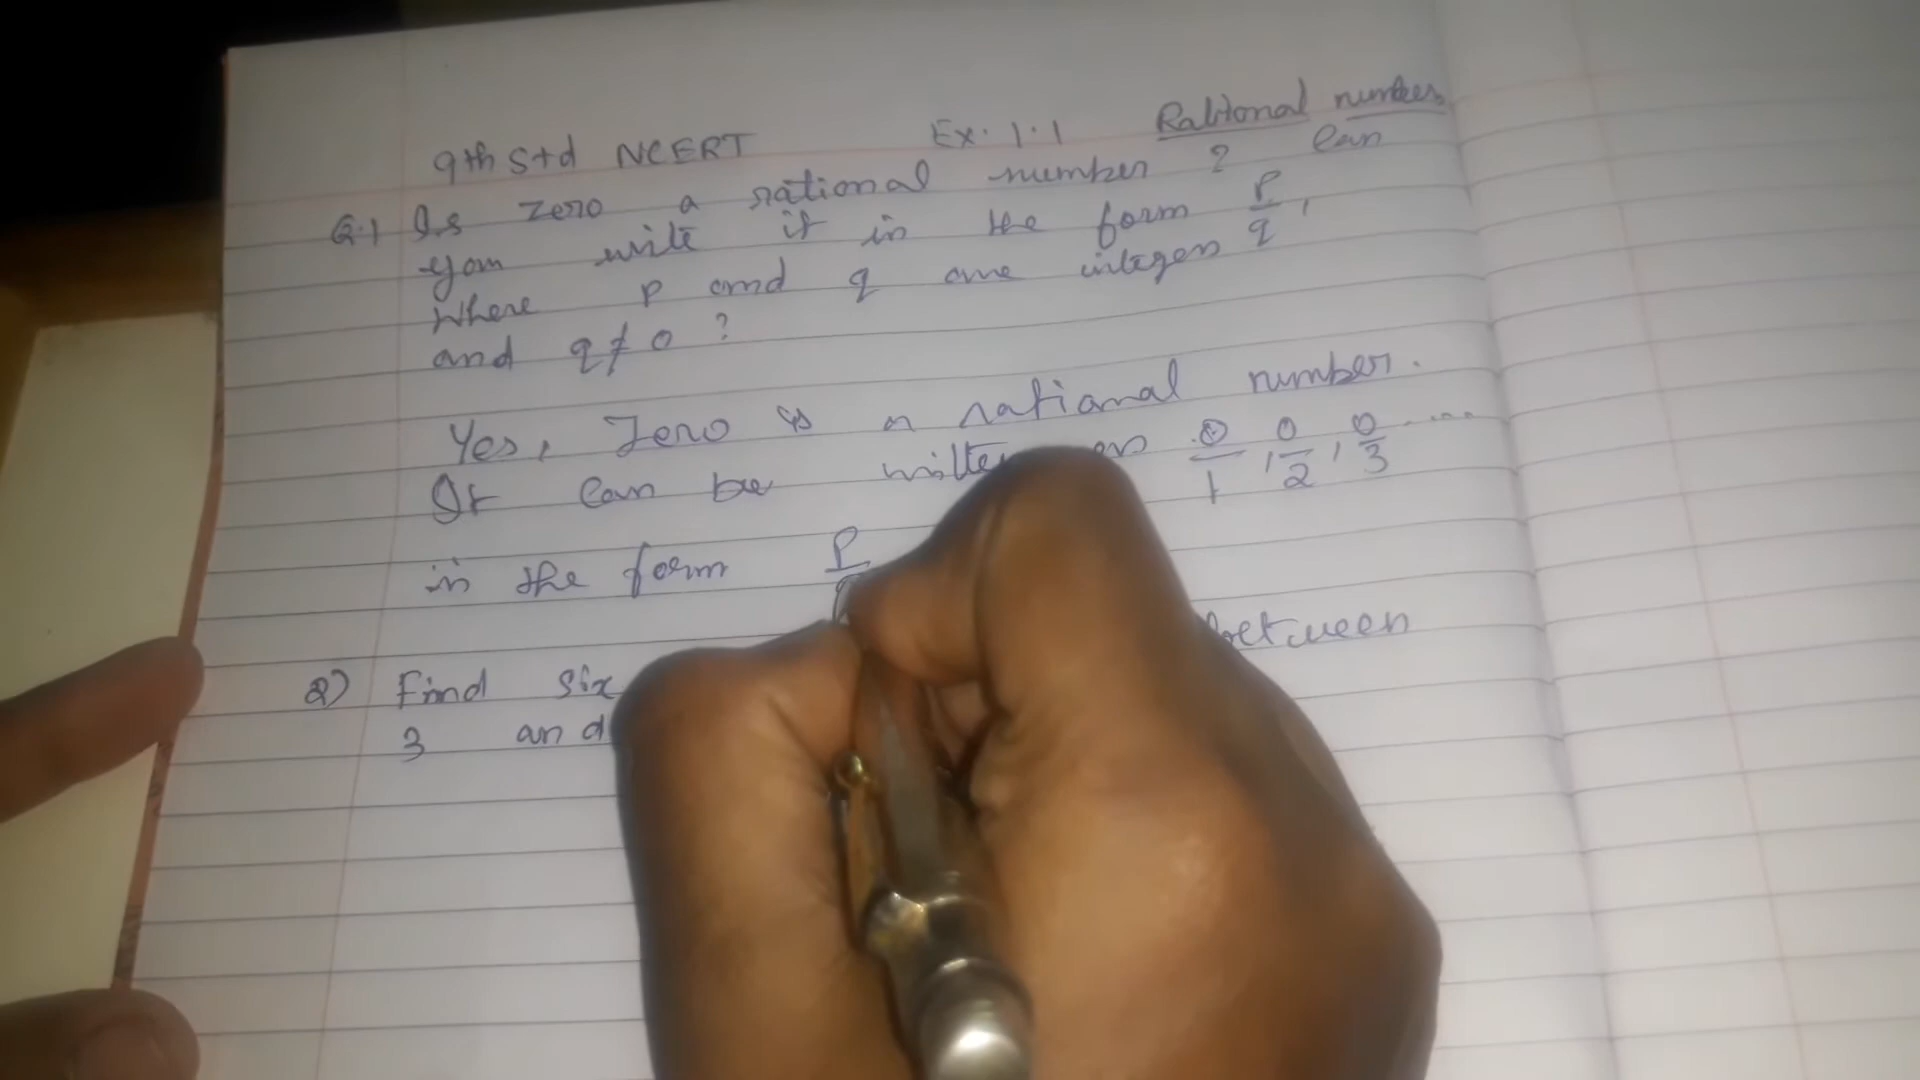 9th std NCERT Ex. 1.1 Rational numbers
Q.1 Is zero a rational number ? Can
you write it in the form P/q,
where p and q are integers
and q ≠ 0 ?
Yes, Zero is a rational number.
It can be written as 0/1, 0/2, 0/3 ....
in the form P
2) Find six between
3 and